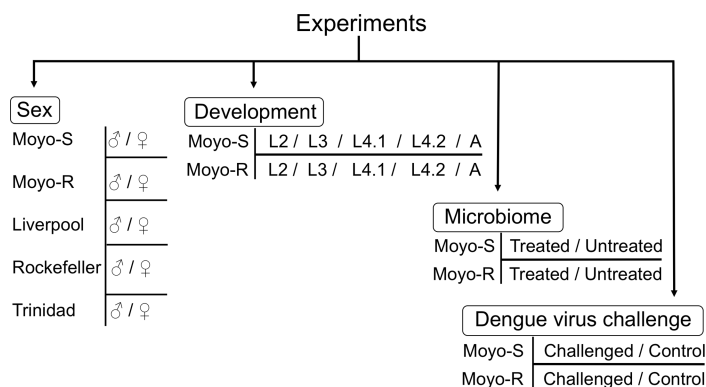 Experiments
Sex
Moyo-S ♂ / ♀
Moyo-R ♂ / ♀
Liverpool ♂ / ♀
Rockefeller ♂ / ♀
Trinidad ♂ / ♀
Development
Moyo-S L2 / L3 / L4.1 / L4.2 / A
Moyo-R L2 / L3 / L4.1 / L4.2 / A
Microbiome
Moyo-S Treated / Untreated
Moyo-R Treated / Untreated
Dengue virus challenge
Moyo-S Challenged / Control
Moyo-R Challenged / Control